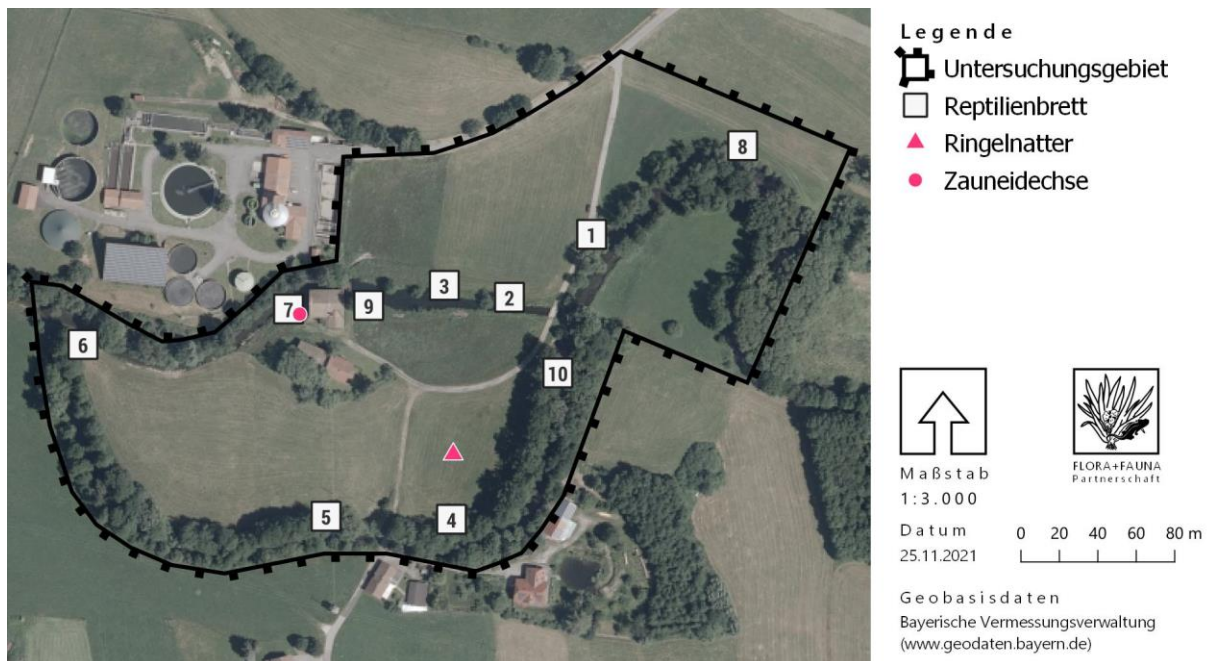 8
1
3
2
9
7
6
10
5
4
Legende
Untersuchungsgebiet
Reptilienbrett
Ringelnatter
Zauneidechse
Maßstab
1:3.000
FLORA+FAUNA
Partnerschaft
Datum
25.11.2021
0 20 40 60 80 m
Geobasisdaten
Bayerische Vermessungsverwaltung
(www.geodaten.bayern.de)